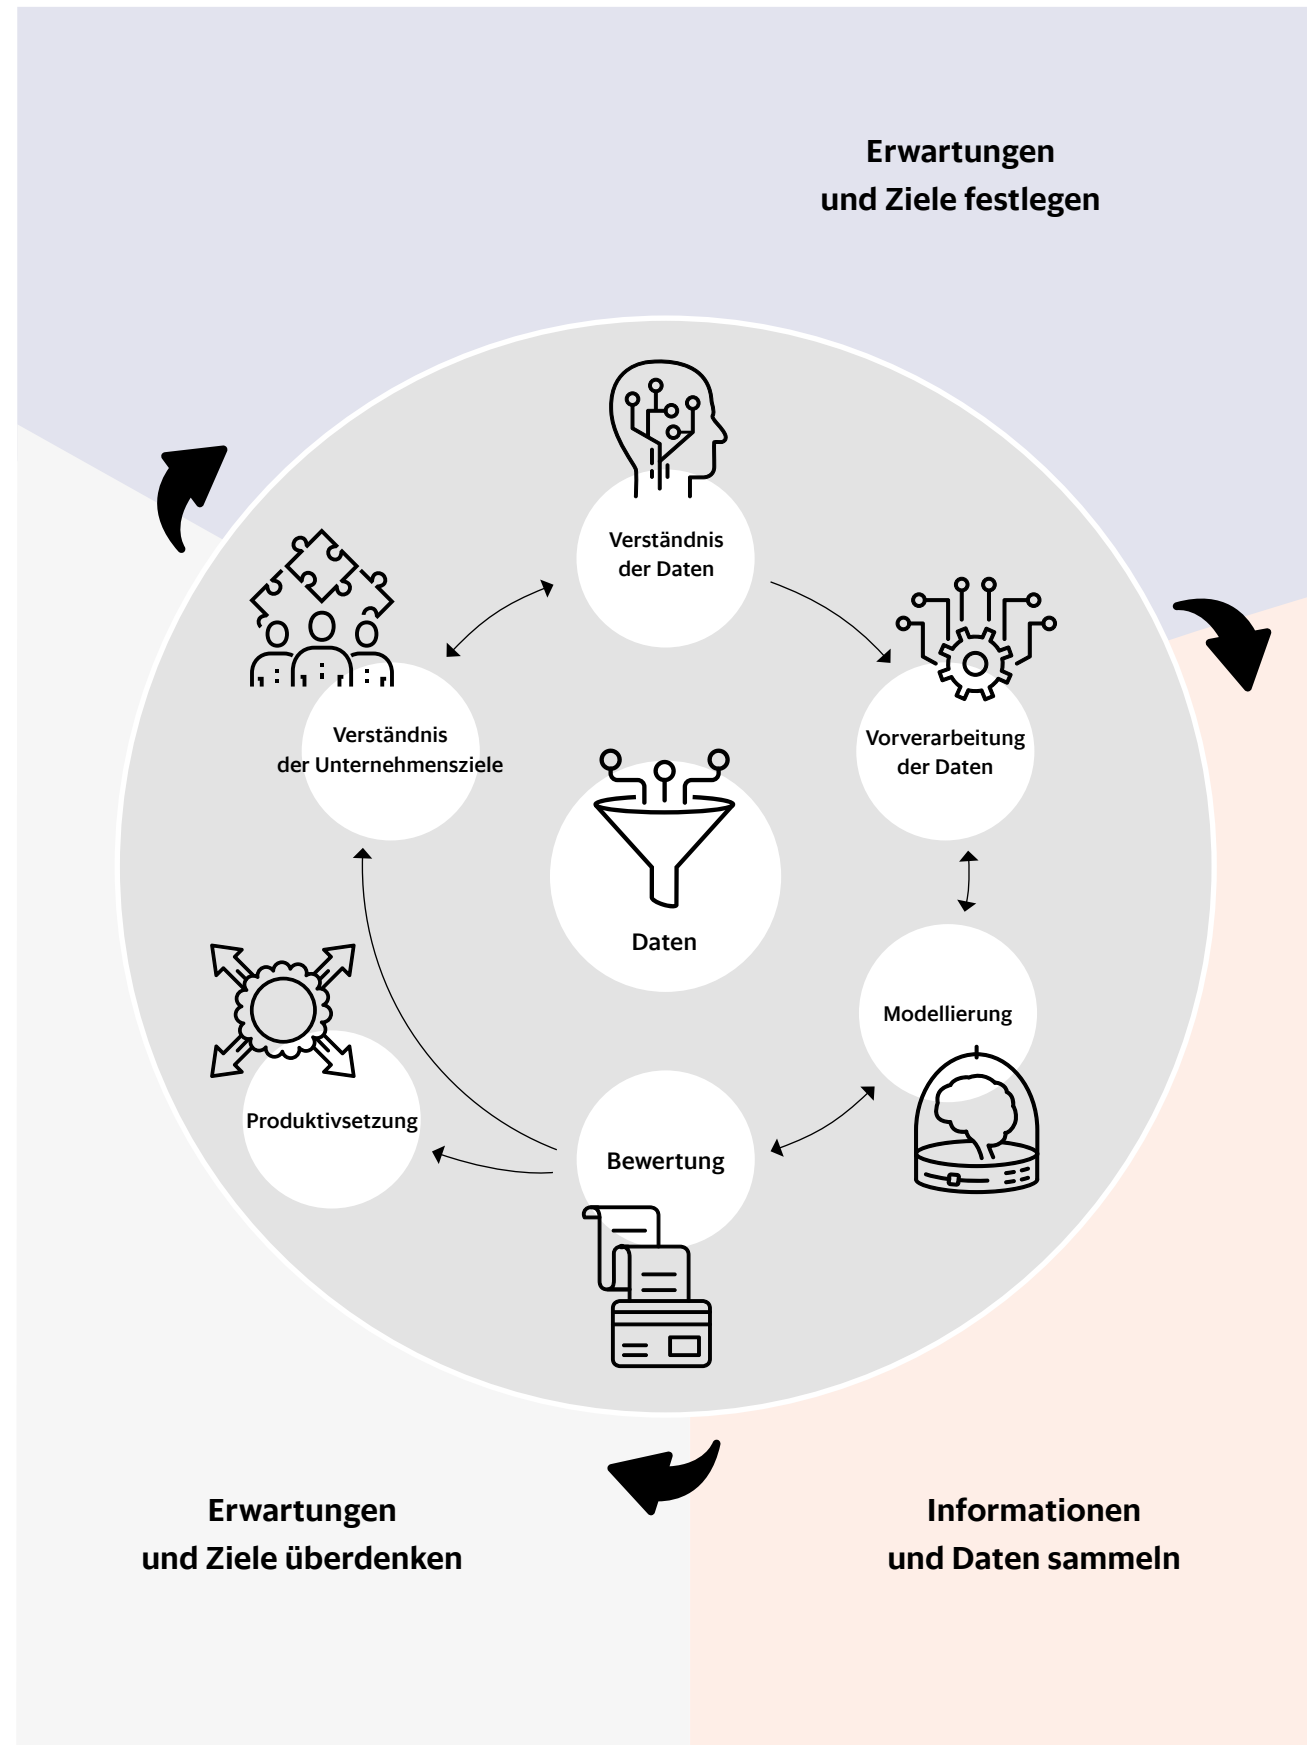 Erwartungen
und Ziele festlegen
Verständnis
der Daten
Verständnis
der Unternehmensziele
Vorverarbeitung
der Daten
Daten
Modellierung
Produktivsetzung
Bewertung
Erwartungen
und Ziele überdenken
Informationen
und Daten sammeln